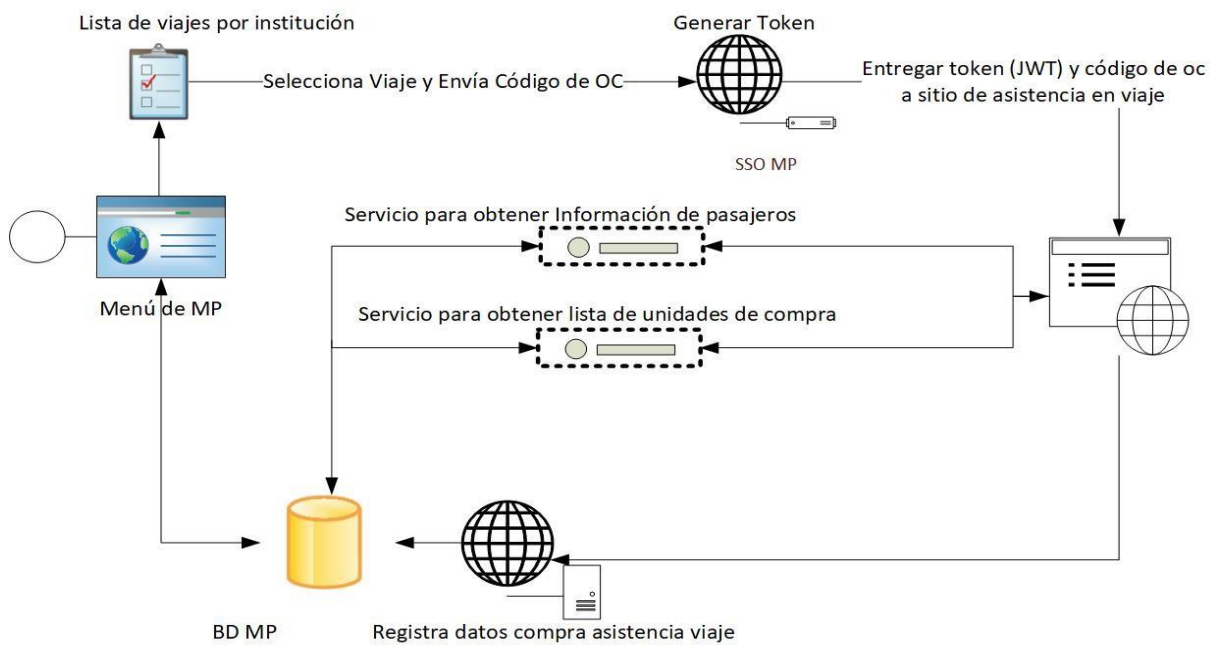 Lista de viajes por institución
Generar Token
Selecciona Viaje y Envía Código de OC
Entregar token (JWT) y código de oc
a sitio de asistencia en viaje
SSO MP
Servicio para obtener Información de pasajeros
Menú de MP
Servicio para obtener lista de unidades de compra
BD MP
Registra datos compra asistencia viaje